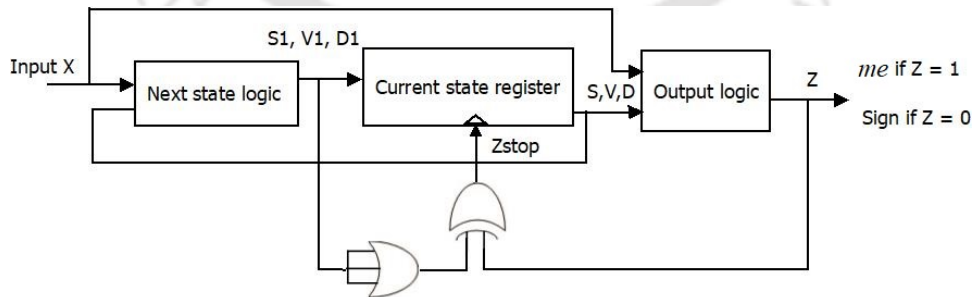 S1, V1, D1
Input X
Next state logic
Current state register
S,V,D
Output logic
Z
me if Z = 1
Sign if Z = 0
Zstop